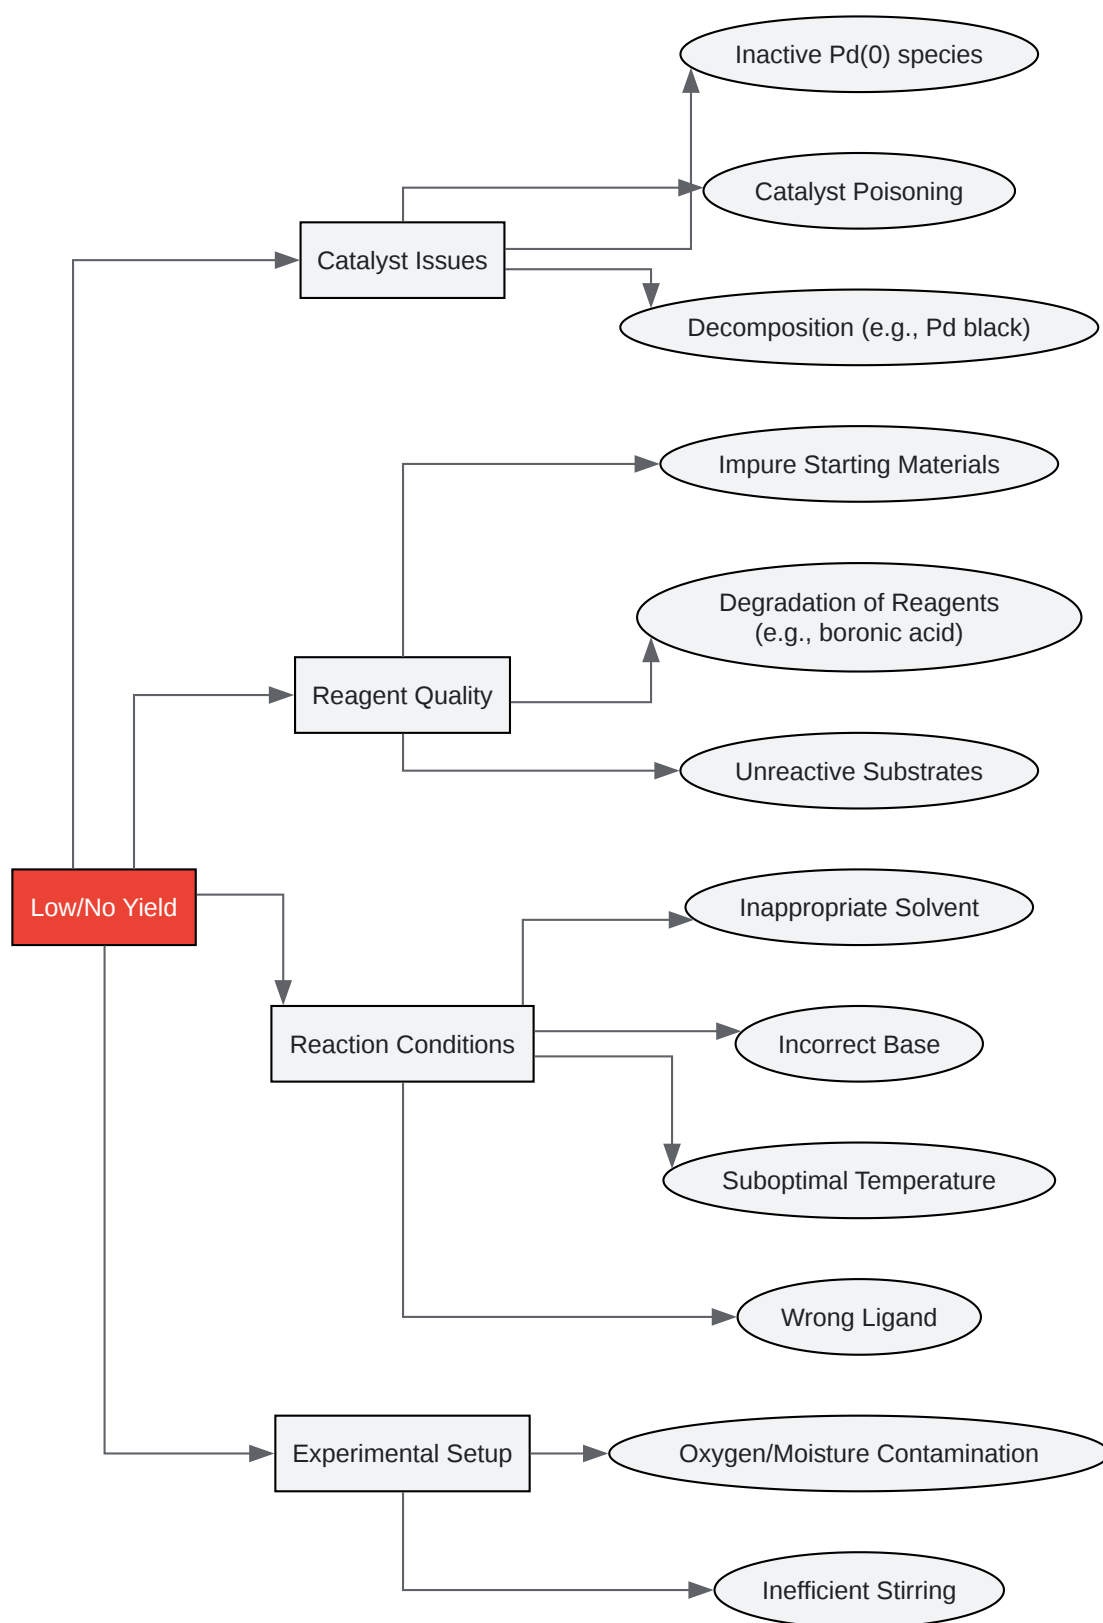 Inactive Pd(0) species
Catalyst Poisoning
Catalyst Issues
Decomposition (e.g., Pd black)
Impure Starting Materials
Degradation of Reagents
(e.g., boronic acid)
Reagent Quality
Unreactive Substrates
Low/No Yield
Inappropriate Solvent
Reaction Conditions
Incorrect Base
Suboptimal Temperature
Wrong Ligand
Experimental Setup
Oxygen/Moisture Contamination
Inefficient Stirring